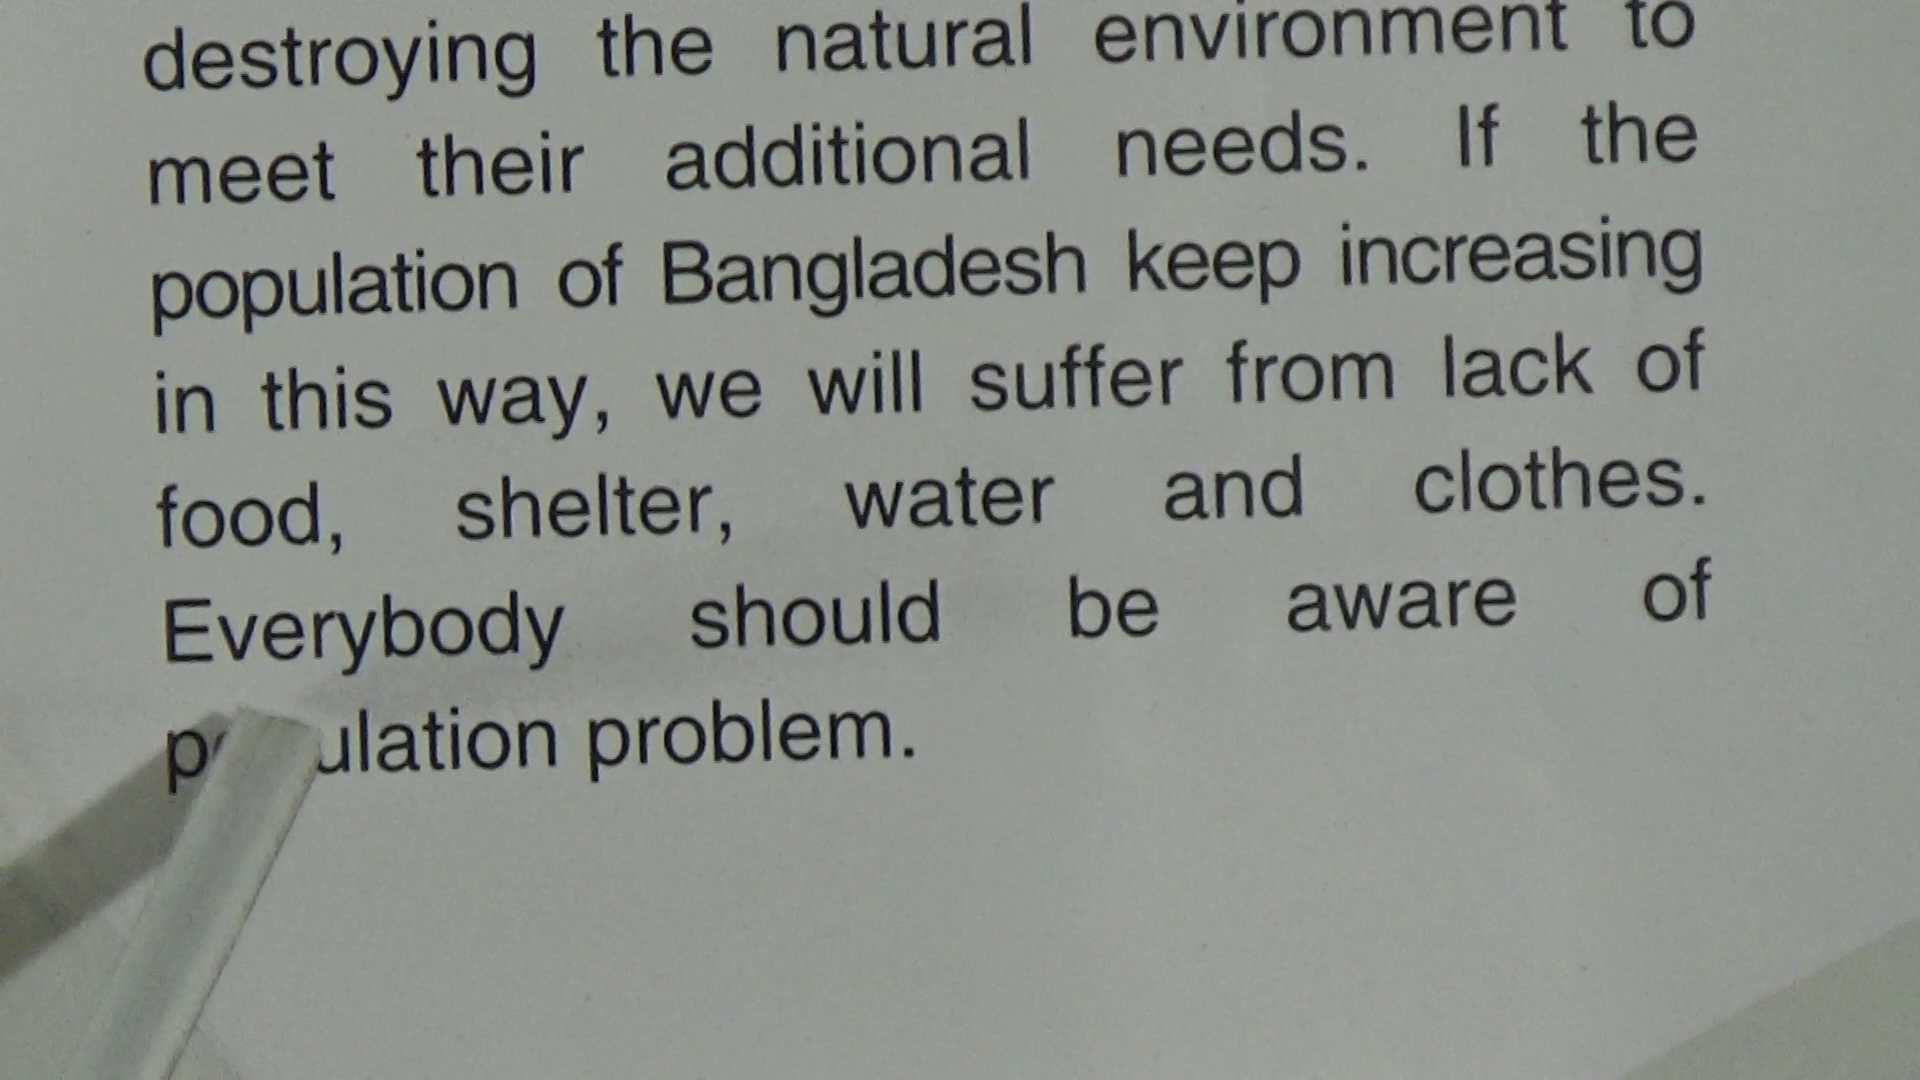 destroying the natural environment to
meet their additional needs. If the
population of Bangladesh keep increasing
in this way, we will suffer from lack of
food, shelter, water and clothes.
Everybody should be aware of
problem.